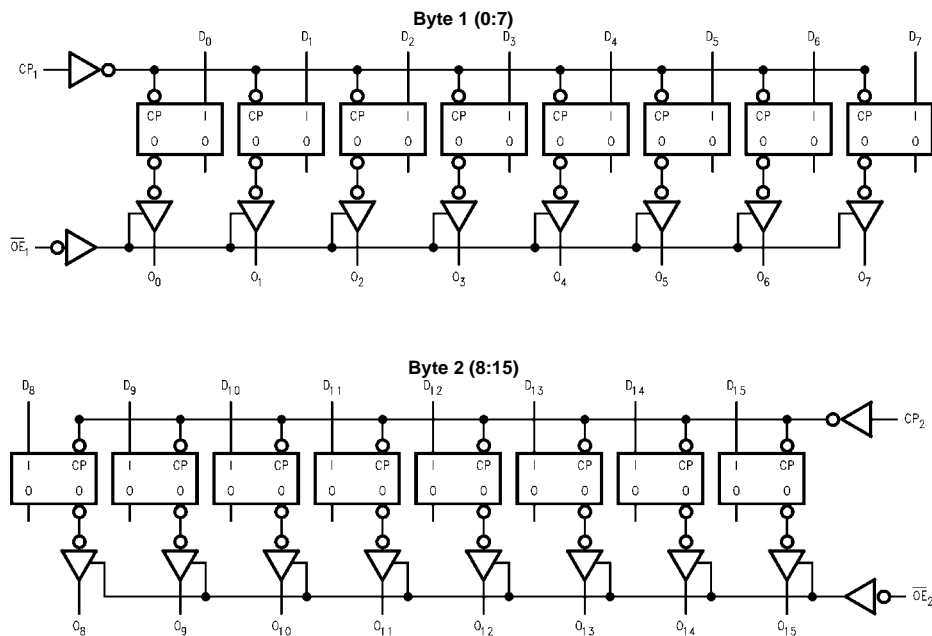 Byte 1 (0:7)
D0 D1 D2 D3 D4 D5 D6 D7
CP1
CP I CP I CP I CP I CP I CP I CP I CP I
O O O O O O O O O O O O O O O O
OE1
O0 O1 O2 O3 O4 O5 O6 O7
Byte 2 (8:15)
D8 D9 D10 D11 D12 D13 D14 D15
CP2
I CP I CP I CP I CP I CP I CP I CP I CP
O O O O O O O O O O O O O O O O
OE2
O8 O9 O10 O11 O12 O13 O14 O15